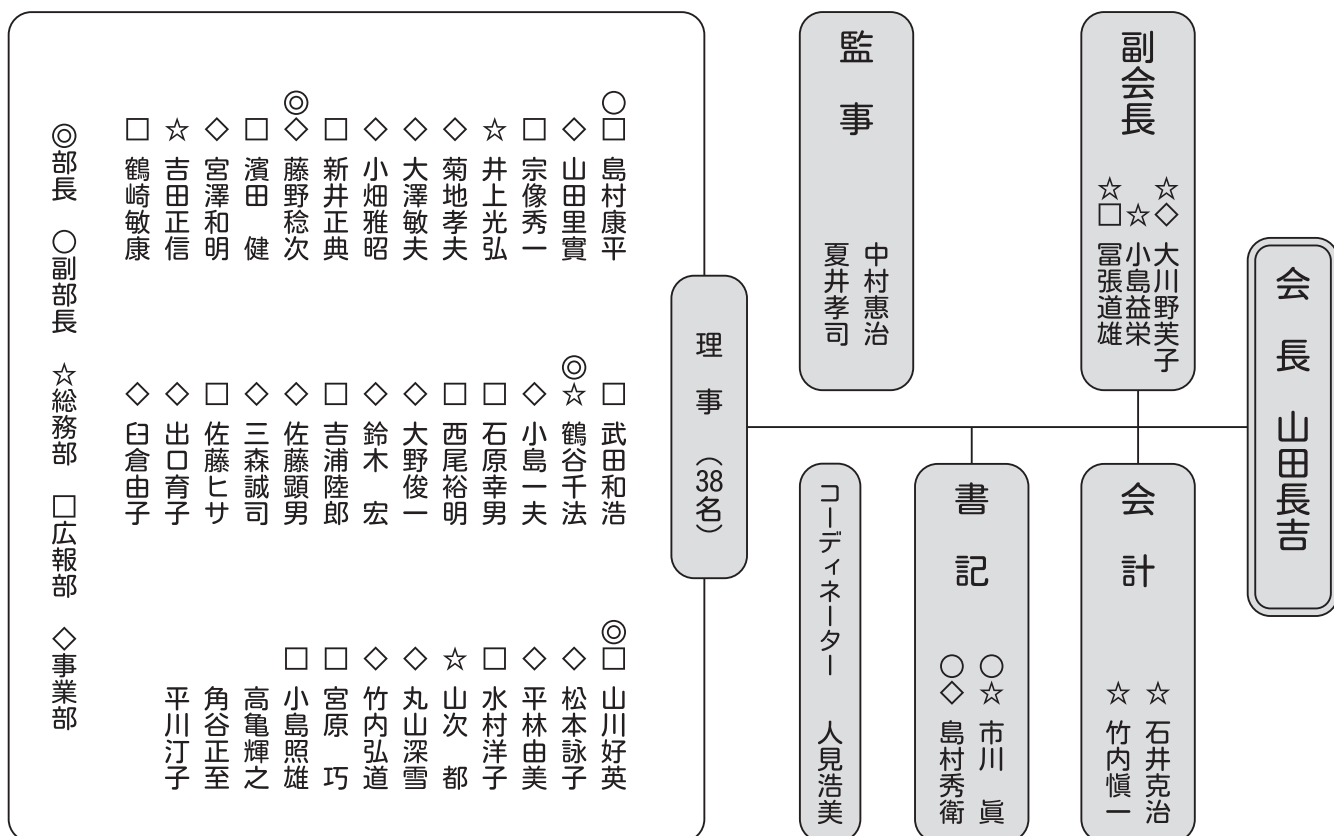 会長 山田長吉
副会長
☆◇大川野芙子
☆小島益栄
☆□冨張道雄
会計
☆石井克治
☆竹内愼一
書記
○☆市川 眞
○◇島村秀衛
監事
中村惠治
夏井孝司
コーディネーター 人見浩美
理事 (38名)
○□島村康平
◇山田里實
□宗像秀一
☆井上光弘
◇菊地孝夫
◇大澤敏夫
◇小畑雅昭
□新井正典
◎◇藤野稔次
□濱田 健
◇宮澤和明
☆吉田正信
□鶴崎敏康
□武田和浩
◎☆鶴谷千法
◇小島一夫
□石原幸男
□西尾裕明
◇大野俊一
◇鈴木 宏
□吉浦陸郎
◇佐藤顕男
◇三森誠司
□佐藤ヒサ
◇出口育子
◇臼倉由子
◎□山川好英
◇松本詠子
◇平林由美
□水村洋子
☆山次 都
◇丸山深雪
◇竹内弘道
□宮原 巧
□小島照雄
高亀輝之
角谷正至
平川汀子
◎部長 ○副部長 ☆総務部 □広報部 ◇事業部